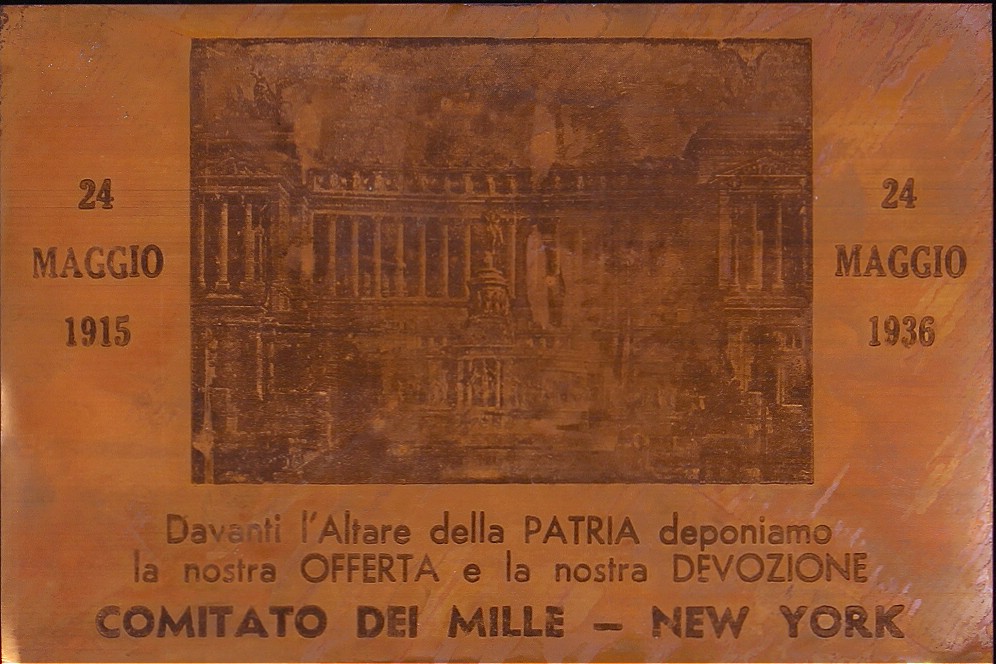 24
MAGGIO
1915
24
MAGGIO
1936
Davanti l'Altare della PATRIA deponiamo
la nostra OFFERTA e la nostra DEVOZIONE
COMITATO DEI MILLE – NEW YORK